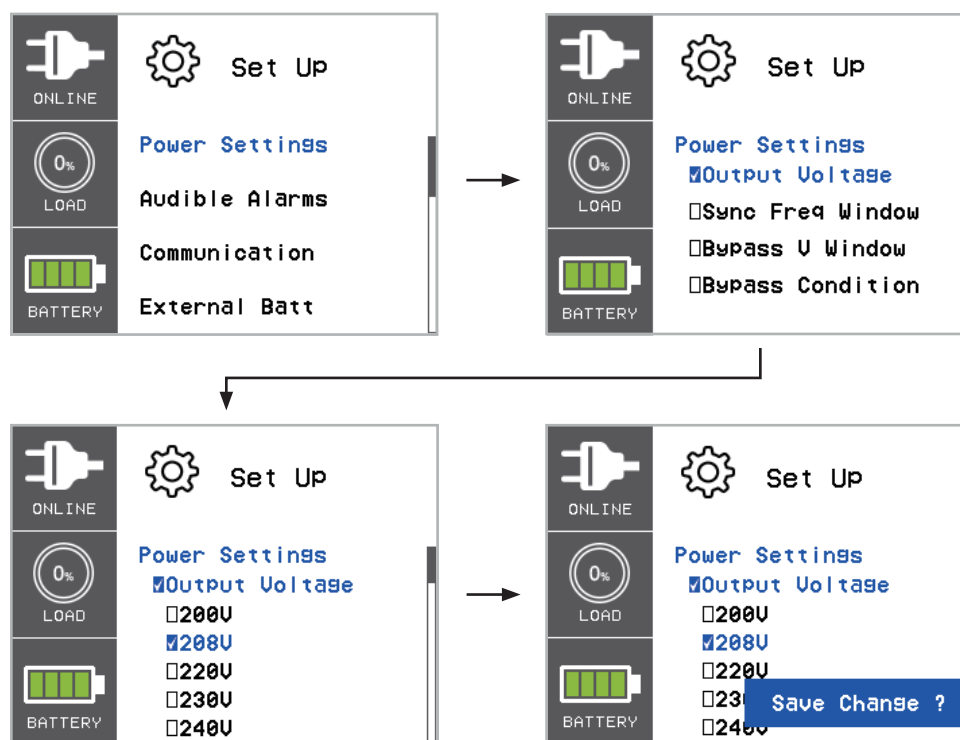 Set Up
ONLINE
Power Settings
0%
Audible Alarms
LOAD
Communication
External Batt
BATTERY
Set Up
ONLINE
Power Settings
Output Voltage
0%
Sync Freq Window
LOAD
Bypass V Window
Bypass Condition
BATTERY
Set Up
ONLINE
Power Settings
Output Voltage
0%
200V
LOAD
208V
220V
230V
BATTERY
240V
Set Up
ONLINE
Power Settings
Output Voltage
0%
200V
LOAD
208V
220V
23
Save Change ?
BATTERY
240V